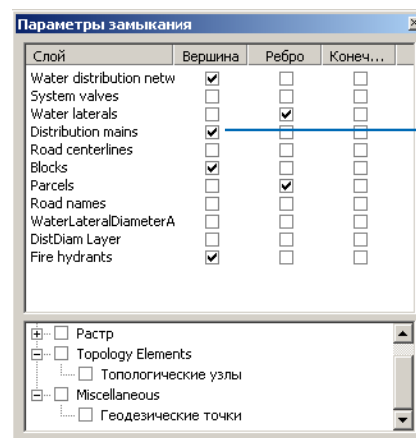 Параметры замыкания
Слой Вершина Ребро Конеч...
Water distribution netw
System valves
Water laterals
Distribution mains
Road centerlines
Blocks
Parcels
Road names
WaterLateralDiameterA
DistDiam Layer
Fire hydrants
Растр
Topology Elements
Топологические узлы
Miscellaneous
Геодезические точки